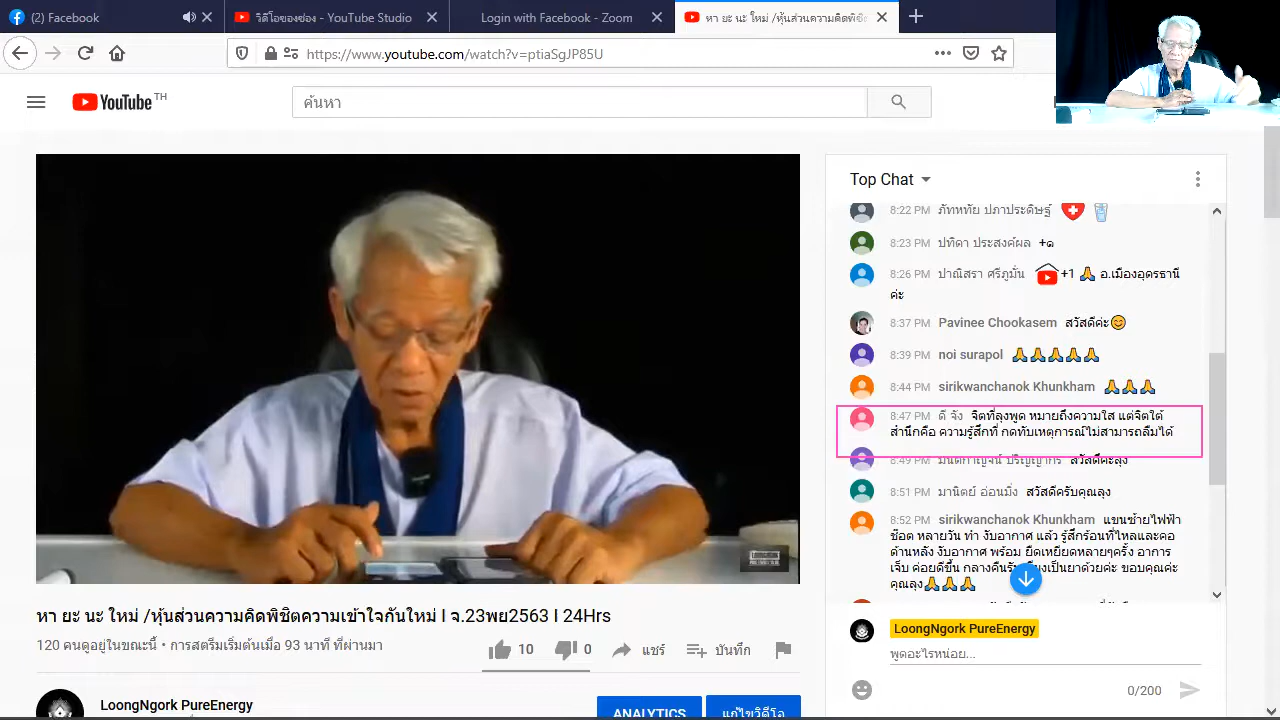 (2) Facebook
วิดีโอของช่อง - YouTube Studio
Login with Facebook - Zoom
หา ยะ นะ ใหม่ /หุ้นส่วนความคิดพิชิต
https://www.youtube.com/watch?v=ptiaSgJP85U
YouTube TH
ค้นหา
Top Chat
8:22 PM ภัททหทัย ปภาประดิษฐ์
8:23 PM ปทิดา ประสงค์ผล +๑
8:26 PM ปาณิสรา ศรีภูมั่น +1 🙏 อ.เมืองอุดรธานี
ค่ะ
8:37 PM Pavinee Chookasem สวัสดีค่ะ😊
8:39 PM noi surapol 🙏🙏🙏🙏🙏
8:44 PM sirikwanchanok Khunkham 🙏🙏🙏
8:47 PM ดี จัง จิตที่ลุงพูด หมายถึงความใส แต่จิตใต้
สำนึกคือ ความรู้สึกที่ กดทับเหตุการณ์ไม่สามารถลืมได้
8:49 PM สวัสดีค่ะลุง
8:51 PM มานิตย์ อ่อนมิ่ง สวัสดีครับคุณลุง
8:52 PM sirikwanchanok Khunkham แขนซ้ายไฟฟ้า
ช๊อต หลายวัน ทำ งับอากาศ แล้ว รู้สึกร้อนที่ไหล่และคอ
ด้านหลัง งับอากาศ พร้อม ยืดเหยียดหลายๆครั้ง อาการ
เจ็บ ค่อยดีขึ้น กลางคืน เป็นยาด้วยค่ะ ขอบคุณค่ะ
คุณลุง🙏🙏🙏
หา ยะ นะ ใหม่ /หุ้นส่วนความคิดพิชิตความเข้าใจกันใหม่ I จ.23พย2563 I 24Hrs
120 คนดูอยู่ในขณะนี้ • การสตรีมเริ่มต้นเมื่อ 93 นาที ที่ผ่านมา
10
0
แชร์
บันทึก
LoongNgork PureEnergy
พูดอะไรหน่อย...
0/200
LoongNgork PureEnergy
ANALYTICS
แก้ไขวิดีโอ